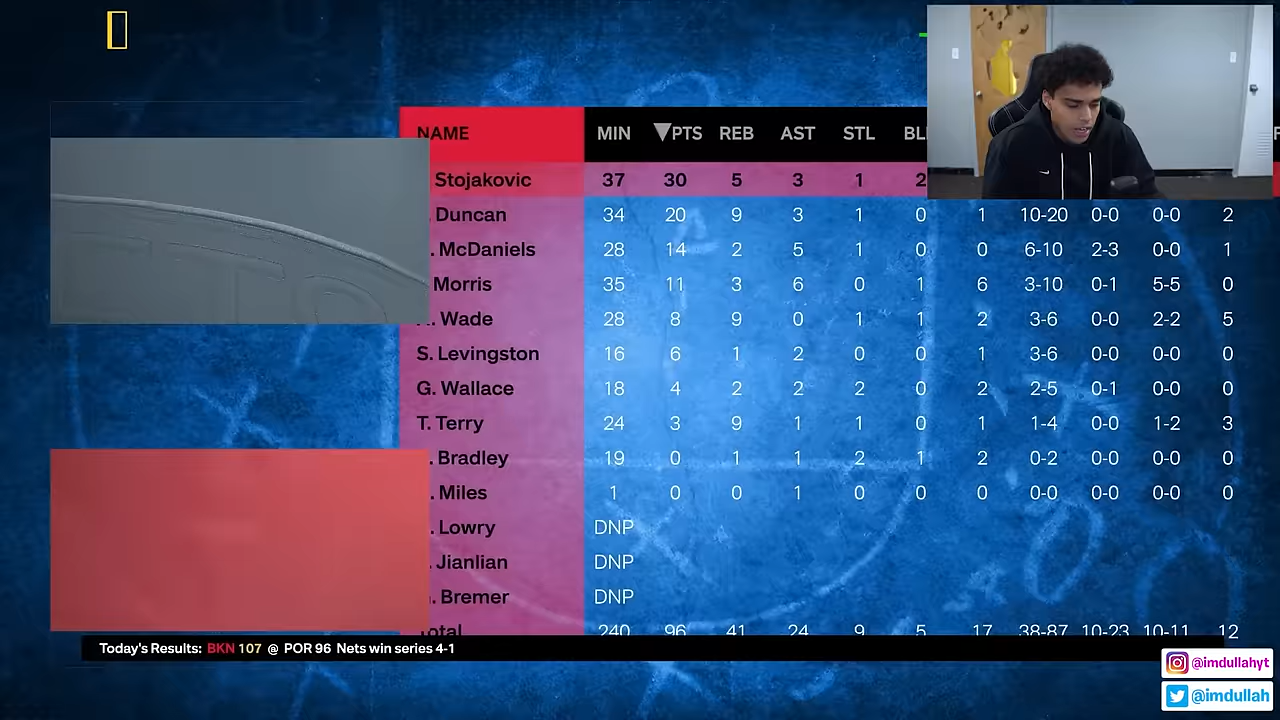 NAME MIN ▼PTS REB AST STL
Stojakovic 37 30 5 3 1 2
Duncan 34 20 9 3 1 0 1 10-20 0-0 0-0 2
. McDaniels 28 14 2 5 1 0 0 6-10 2-3 0-0 1
Morris 35 11 3 6 0 1 6 3-10 0-1 5-5 0
. Wade 28 8 9 0 1 1 2 3-6 0-0 2-2 5
S. Levingston 16 6 1 2 0 0 1 3-6 0-0 0-0 0
G. Wallace 18 4 2 2 2 0 2 2-5 0-1 0-0 0
T. Terry 24 3 9 1 1 0 1 1-4 0-0 1-2 3
. Bradley 19 0 1 1 2 1 2 0-2 0-0 0-0 0
. Miles 1 0 0 1 0 0 0 0-0 0-0 0-0 0
. Lowry DNP
. Jianlian DNP
. Bremer DNP
otal 240 96 41 24 9 5 17 38-87 10-23 10-11 12
Today's Results: BKN 107 @ POR 96 Nets win series 4-1
@imdullahyt
@imdullah